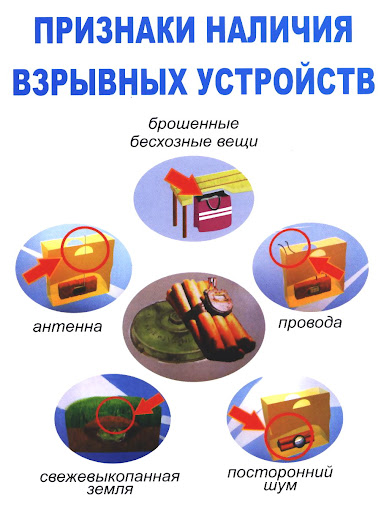 ПРИЗНАКИ НАЛИЧИЯ
ВЗРЫВНЫХ УСТРОЙСТВ
брошенные
бесхозные вещи
антенна
провода
свежевыкопанная
земля
посторонний
шум